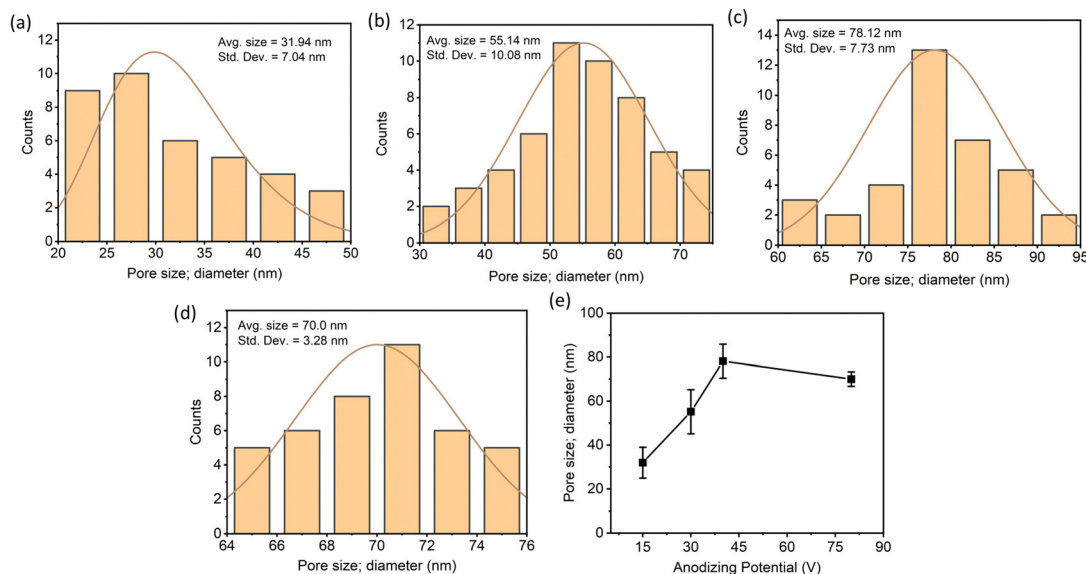 (a)
Avg. size = 31.94 nm
Std. Dev. = 7.04 nm
12
10
8
6
4
2
0
Counts
20 25 30 35 40 45 50
Pore size; diameter (nm)
(b)
Avg. size = 55.14 nm
Std. Dev. = 10.08 nm
12
10
8
6
4
2
0
Counts
30 40 50 60 70
Pore size; diameter (nm)
(c)
Avg. size = 78.12 nm
Std. Dev. = 7.73 nm
14
12
10
8
6
4
2
0
Counts
60 65 70 75 80 85 90 95
Pore size; diameter (nm)
(d)
Avg. size = 70.0 nm
Std. Dev. = 3.28 nm
12
10
8
6
4
2
0
Counts
64 66 68 70 72 74 76
Pore size; diameter (nm)
(e)
100
80
60
40
20
0
Pore size; diameter (nm)
15 30 45 60 75 90
Anodizing Potential (V)